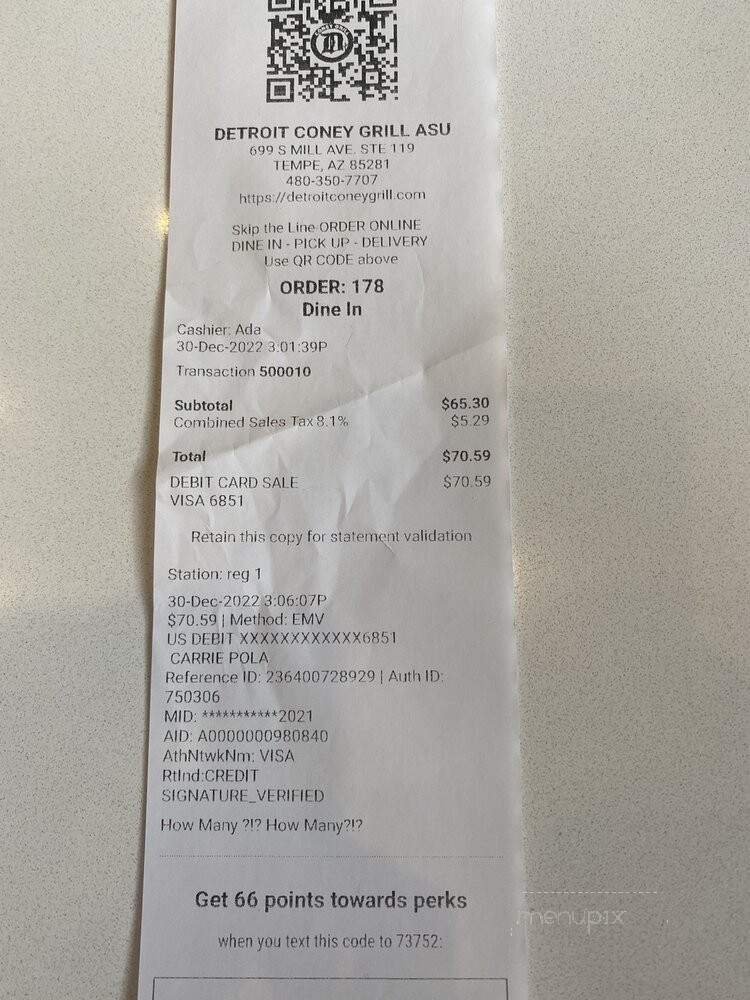 DETROIT CONEY GRILL ASU
699 S MILL AVE. STE 119
TEMPE, AZ 85281
480-350-7707
https://detroitconeygrill.com
Skip the Line ORDER ONLINE
DINE IN - PICK UP - DELIVERY
Use QR CODE above
ORDER: 178
Dine In
Cashier: Ada
30-Dec-2022 3:01:39P
Transaction 500010
Subtotal $65.30
Combined Sales Tax 8.1% $5.29
Total $70.59
DEBIT CARD SALE $70.59
VISA 6851
Retain this copy for statement validation
Station: reg 1
30-Dec-2022 3:06:07P
$70.59 | Method: EMV
US DEBIT XXXXXXXXXXXX6851
CARRIE POLA
Reference ID: 236400728929 | Auth ID:
750306
MID: ***********2021
AID: A0000000980840
AthNtwkNm: VISA
RtInd:CREDIT
SIGNATURE_VERIFIED
How Many ?!? How Many?!?
Get 66 points towards perks
menupix
when you text this code to 73752: